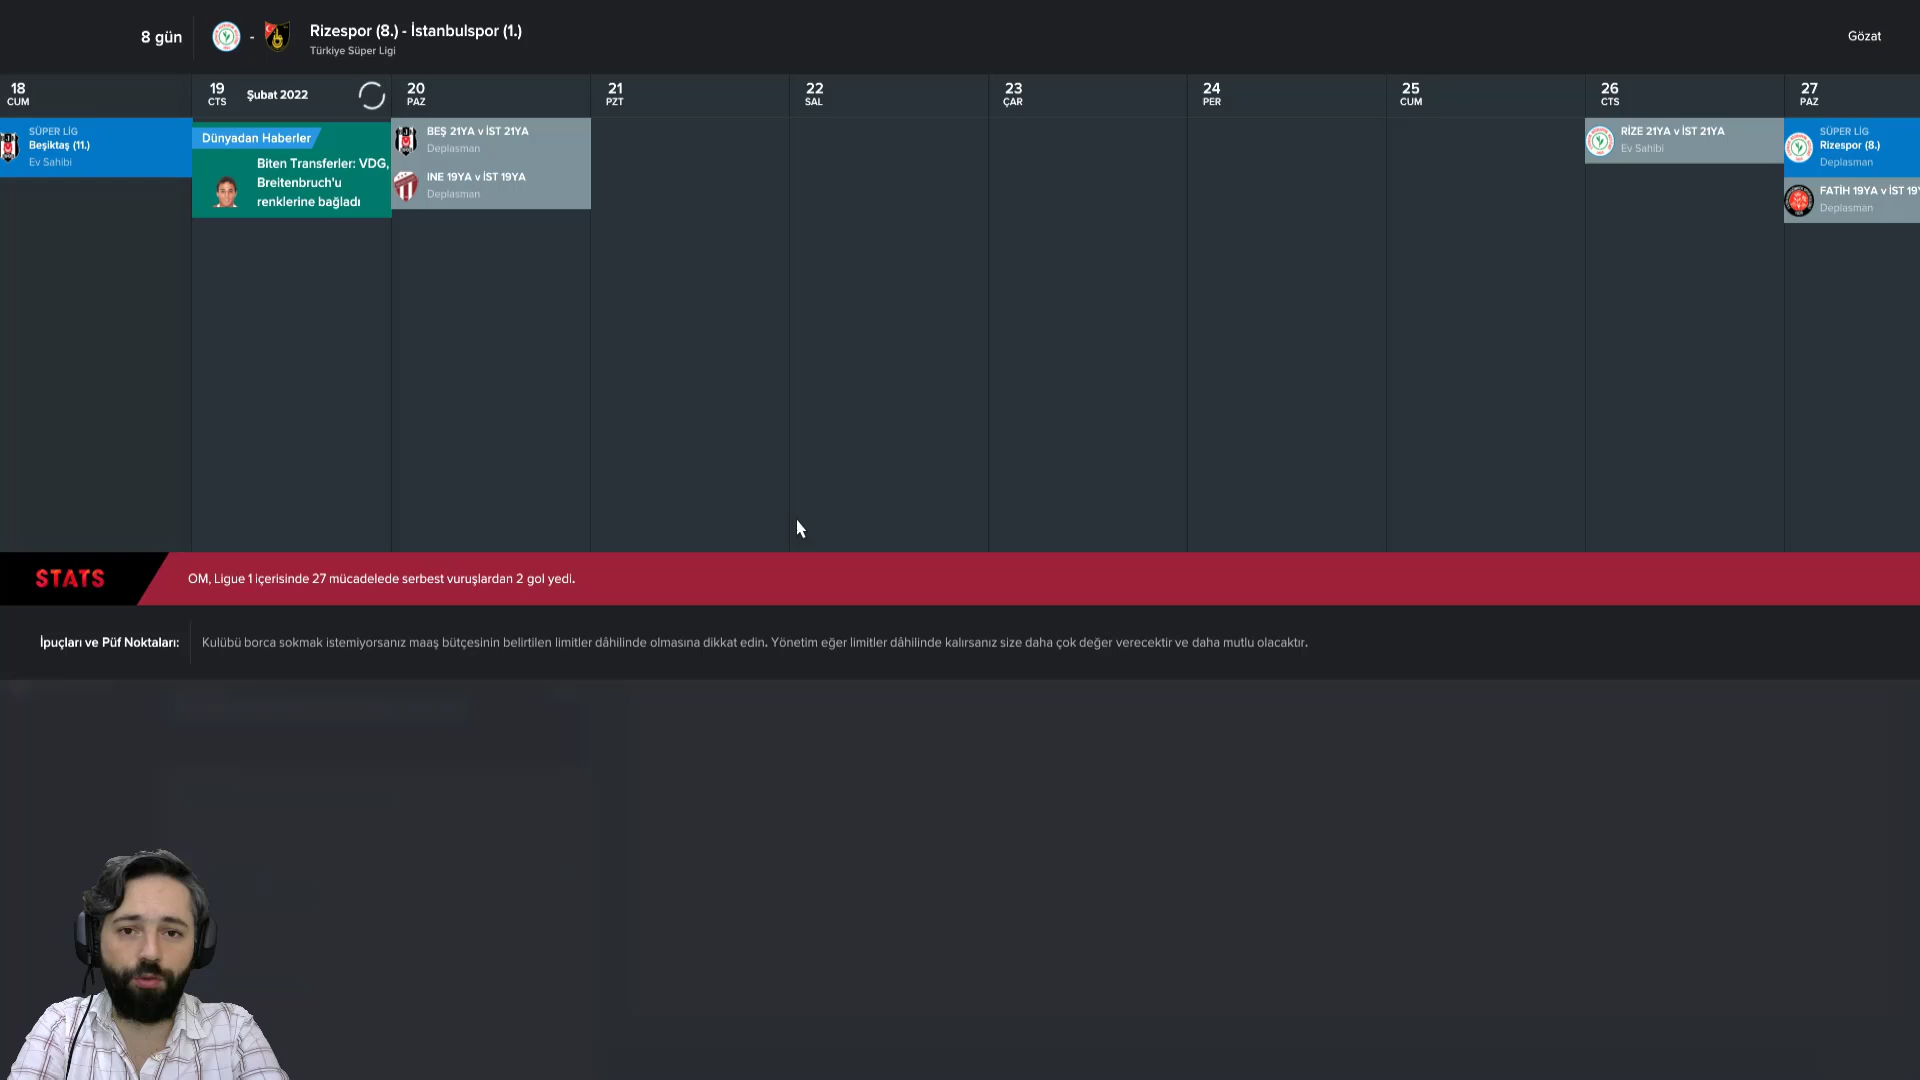 8 gün
-
Rizespor (8.) - İstanbulspor (1.)
Türkiye Süper Ligi
Gözat
18
CUM
19
CTS
Şubat 2022
20
PAZ
21
PZT
22
SAL
23
ÇAR
24
PER
25
CUM
26
CTS
27
PAZ
SÜPER LİG
Beşiktaş (11.)
Ev Sahibi
Dünyadan Haberler
Biten Transferler: VDG,
Breitenbruch'u
renklerine bağladı
BEŞ 21YA v İST 21YA
Deplasman
INE 19YA v İST 19YA
Deplasman
RİZE 21YA v İST 21YA
Ev Sahibi
SÜPER LİG
Rizespor (8.)
Deplasman
FATİH 19YA v İST 19Y
Deplasman
STATS
OM, Ligue 1 içerisinde 27 mücadelede serbest vuruşlardan 2 gol yedi.
İpuçları ve Püf Noktaları:
Kulübü borca sokmak istemiyorsanız maaş bütçesinin belirtilen limitler dâhilinde olmasına dikkat edin. Yönetim eğer limitler dâhilinde kalırsanız size daha çok değer verecektir ve daha mutlu olacaktır.